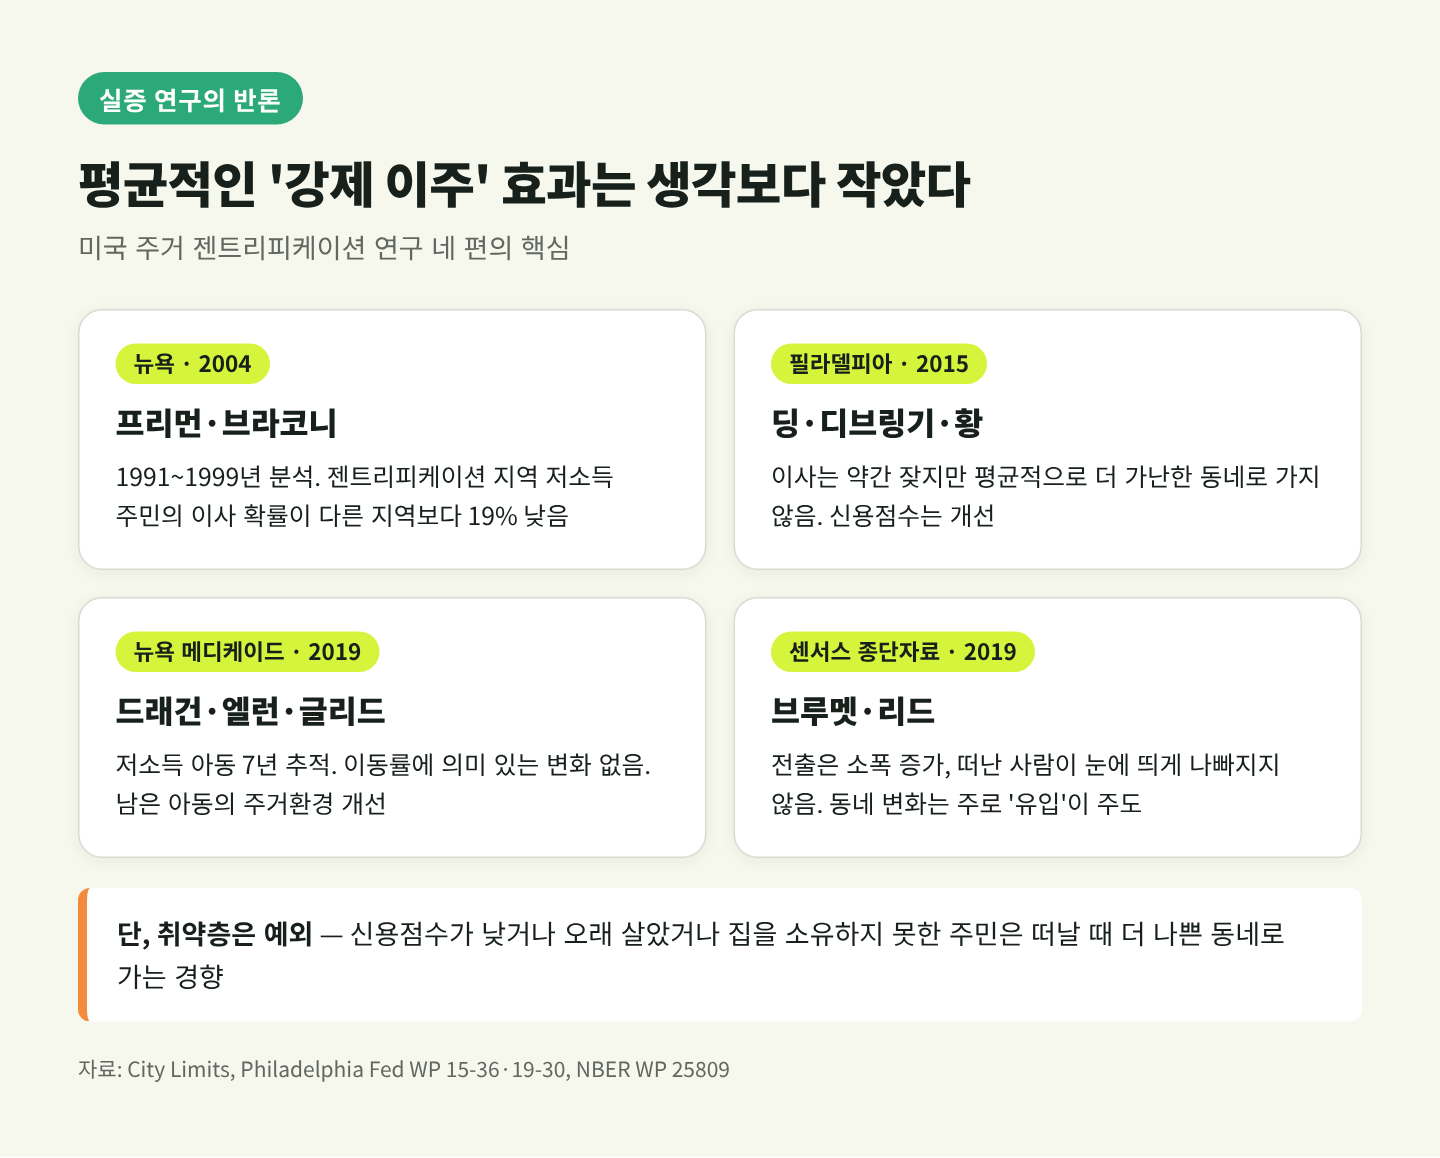 실증 연구의 반론
평균적인 '강제 이주' 효과는 생각보다 작았다
미국 주거 젠트리피케이션 연구 네 편의 핵심
뉴욕 · 2004
프리먼·브라코니
1991~1999년 분석. 젠트리피케이션 지역 저소득
주민의 이사 확률이 다른 지역보다 19% 낮음
필라델피아 · 2015
딩·디브링기·황
이사는 약간 잦지만 평균적으로 더 가난한 동네로 가지
않음. 신용점수는 개선
뉴욕 메디케이드 · 2019
드래건·엘런·글리드
저소득 아동 7년 추적. 이동률에 의미 있는 변화 없음.
남은 아동의 주거환경 개선
센서스 종단자료 · 2019
브루멧·리드
전출은 소폭 증가, 떠난 사람이 눈에 띄게 나빠지지
않음. 동네 변화는 주로 '유입'이 주도
단, 취약층은 예외 — 신용점수가 낮거나 오래 살았거나 집을 소유하지 못한 주민은 떠날 때 더 나쁜 동네로
가는 경향
자료: City Limits, Philadelphia Fed WP 15-36·19-30, NBER WP 25809